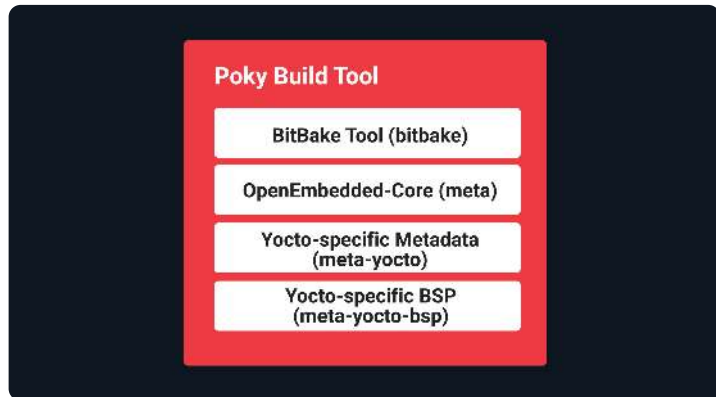 Poky Build Tool
BitBake Tool (bitbake)
OpenEmbedded-Core (meta)
Yocto-specific Metadata
(meta-yocto)
Yocto-specific BSP
(meta-yocto-bsp)